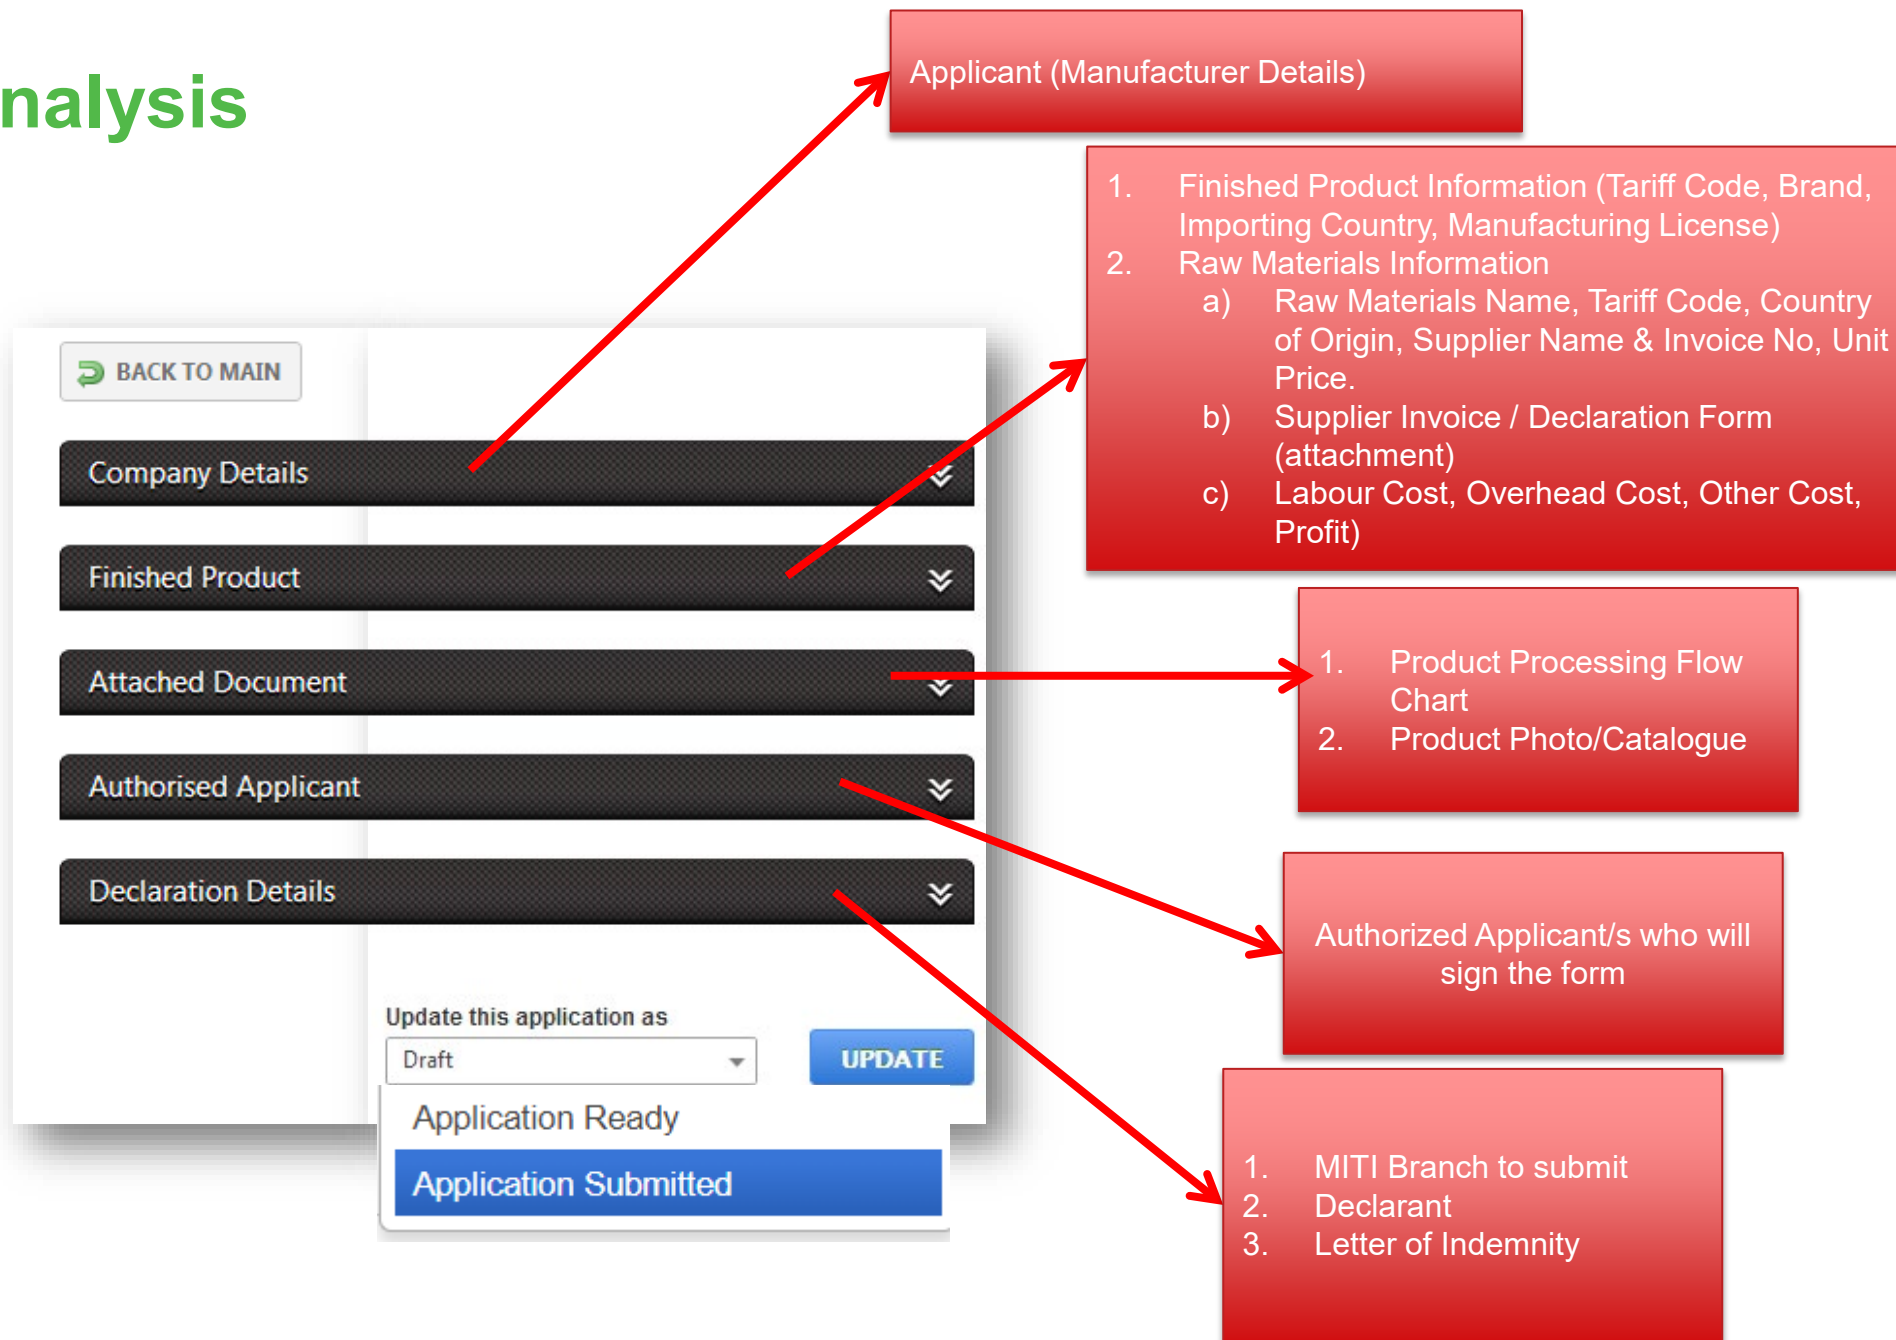 nalysis
Applicant (Manufacturer Details)
1. Finished Product Information (Tariff Code, Brand,
Importing Country, Manufacturing License)
2. Raw Materials Information
a) Raw Materials Name, Tariff Code, Country
of Origin, Supplier Name & Invoice No, Unit
Price.
b) Supplier Invoice / Declaration Form
(attachment)
c) Labour Cost, Overhead Cost, Other Cost,
Profit)
BACK TO MAIN
Company Details
Finished Product
Attached Document
Authorised Applicant
Declaration Details
1. Product Processing Flow
Chart
2. Product Photo/Catalogue
Authorized Applicant/s who will
sign the form
Update this application as
Draft
UPDATE
Application Ready
Application Submitted
1. MITI Branch to submit
2. Declarant
3. Letter of Indemnity